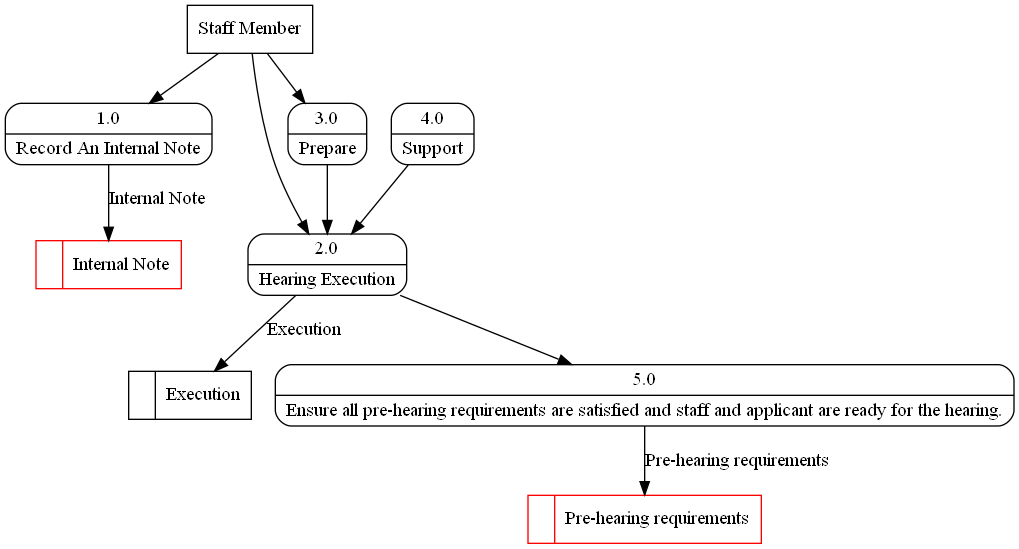 Staff Member
1.0
Record An Internal Note
3.0
Prepare
4.0
Support
Internal Note
Internal Note
2.0
Hearing Execution
Execution
Execution
5.0
Ensure all pre-hearing requirements are satisfied and staff and applicant are ready for the hearing.
Pre-hearing requirements
Pre-hearing requirements